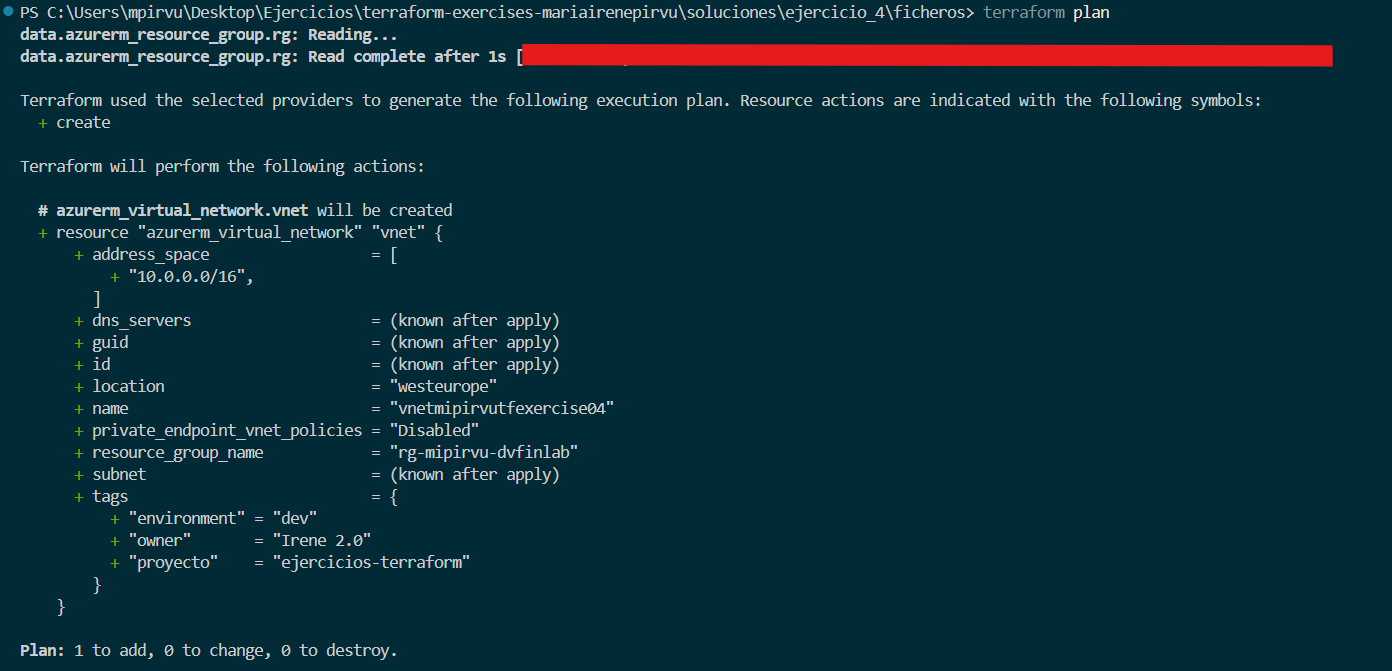 PS C:\Users\mpirvu\Desktop\Ejercicios\terraform-exercises-mariairenepirvu\soluciones\ejercicio_4\ficheros> terraform plan
data.azurerm_resource_group.rg: Reading...
data.azurerm_resource_group.rg: Read complete after 1s [
Terraform used the selected providers to generate the following execution plan. Resource actions are indicated with the following symbols:
+ create
Terraform will perform the following actions:
# azurerm_virtual_network.vnet will be created
+ resource "azurerm_virtual_network" "vnet" {
+ address_space = [
+ "10.0.0.0/16",
]
+ dns_servers = (known after apply)
+ guid = (known after apply)
+ id = (known after apply)
+ location = "westeurope"
+ name = "vnetmipirvutfexercise04"
+ private_endpoint_vnet_policies = "Disabled"
+ resource_group_name = "rg-mipirvu-dvfinlab"
+ subnet = (known after apply)
+ tags = {
+ "environment" = "dev"
+ "owner" = "Irene 2.0"
+ "proyecto" = "ejercicios-terraform"
}
}
Plan: 1 to add, 0 to change, 0 to destroy.